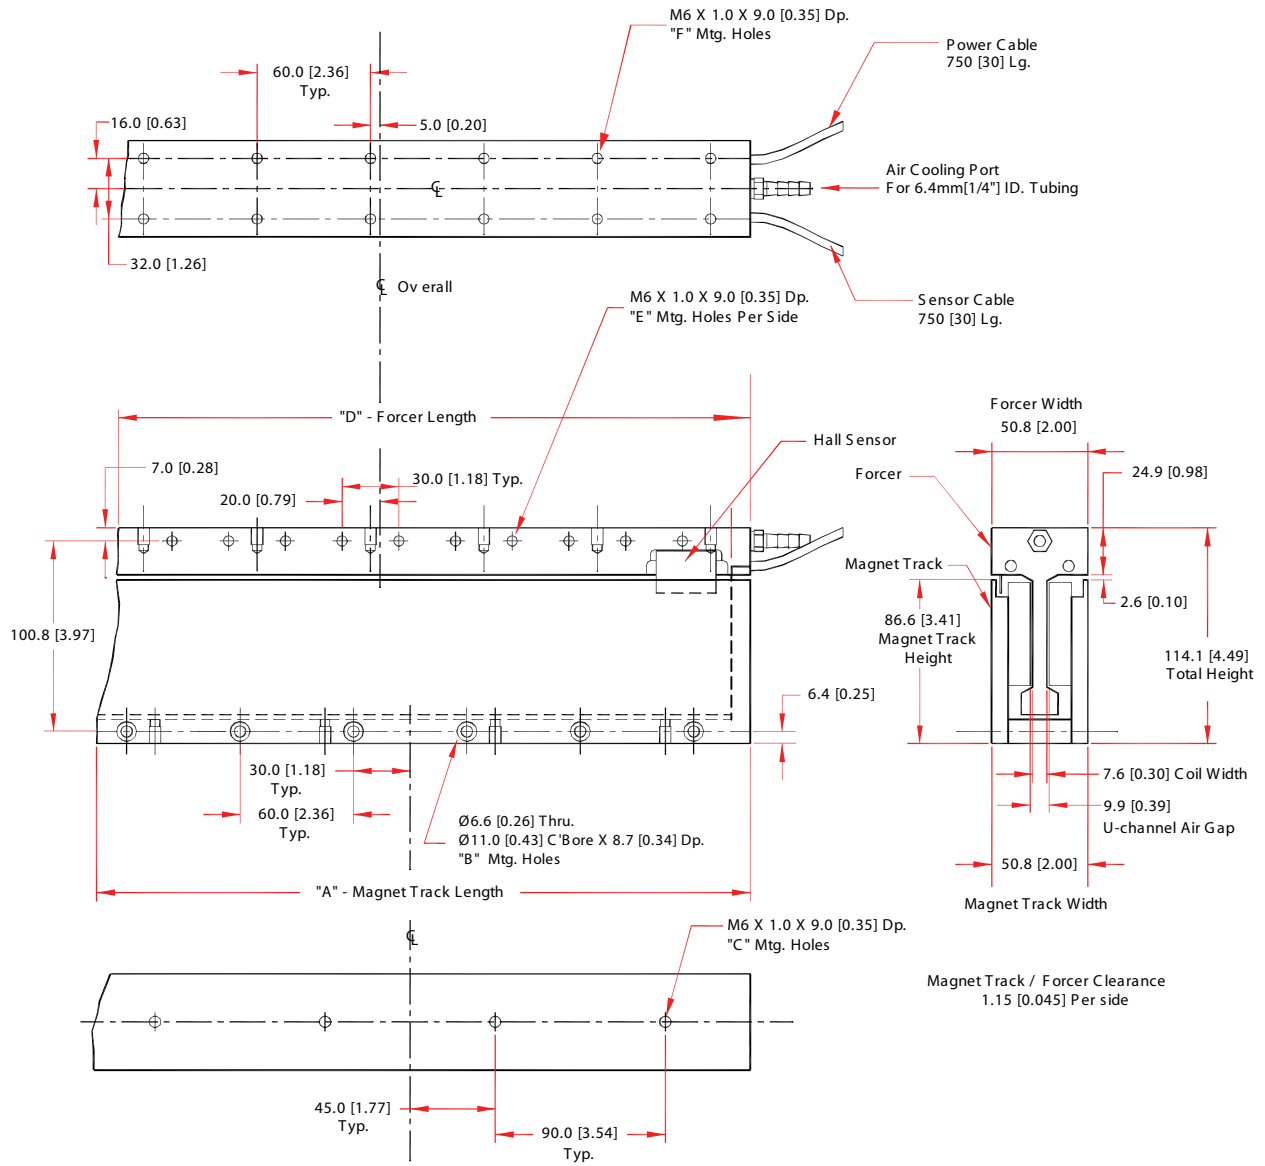 M6 X 1.0 X 9.0 [0.35] Dp.
"F" Mtg. Holes
Power Cable
750 [30] Lg.
60.0 [2.36]
Typ.
16.0 [0.63]
5.0 [0.20]
Air Cooling Port
For 6.4mm[1/4"] ID. Tubing
CL
32.0 [1.26]
CL Overall
M6 X 1.0 X 9.0 [0.35] Dp.
"E" Mtg. Holes Per Side
Sensor Cable
750 [30] Lg.
"D" - Forcer Length
Forcer Width
50.8 [2.00]
Hall Sensor
7.0 [0.28]
30.0 [1.18] Typ.
Forcer
24.9 [0.98]
20.0 [0.79]
Magnet Track
2.6 [0.10]
86.6 [3.41]
Magnet Track
Height
100.8 [3.97]
114.1 [4.49]
Total Height
6.4 [0.25]
30.0 [1.18]
Typ.
7.6 [0.30] Coil Width
60.0 [2.36]
Typ.
9.9 [0.39]
U-channel Air Gap
Ø6.6 [0.26] Thru.
Ø11.0 [0.43] C'Bore X 8.7 [0.34] Dp.
"B" Mtg. Holes
50.8 [2.00]
"A" - Magnet Track Length
Magnet Track Width
CL
M6 X 1.0 X 9.0 [0.35] Dp.
"C" Mtg. Holes
Magnet Track / Forcer Clearance
1.15 [0.045] Per side
45.0 [1.77]
Typ.
90.0 [3.54]
Typ.